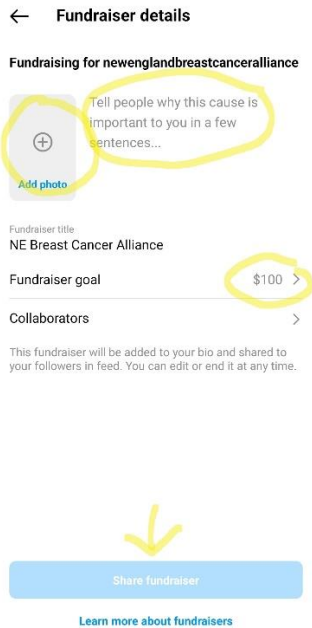 Fundraiser details
Fundraising for newenglandbreastcanceralliance
Tell people why this cause is
important to you in a few
sentences...
Add photo
Fundraiser title
NE Breast Cancer Alliance
Fundraiser goal $100
Collaborators
This fundraiser will be added to your bio and shared to
your followers in feed. You can edit or end it at any time.
Share fundraiser
Learn more about fundraisers